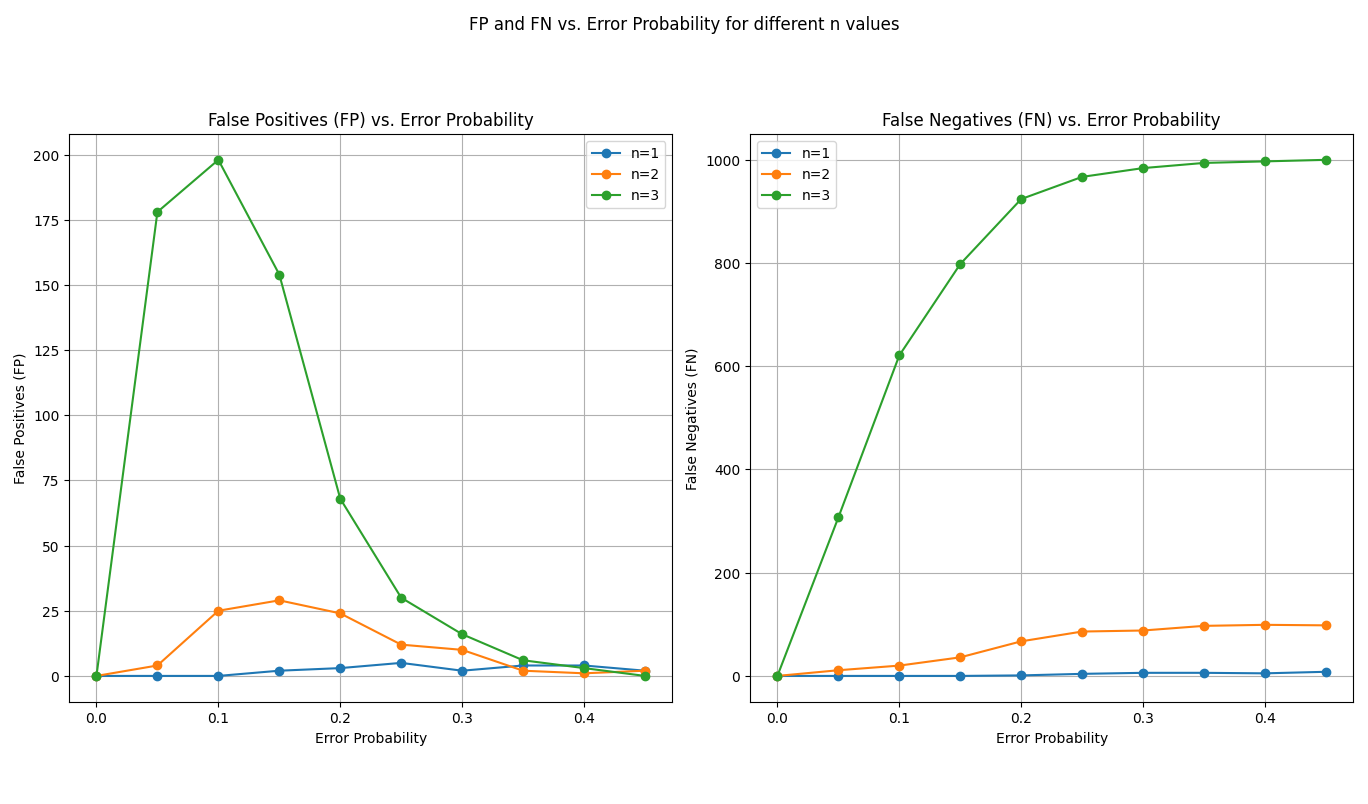 FP and FN vs. Error Probability for different n values
False Positives (FP) vs. Error Probability
200
175
150
125
100
75
50
25
0
False Positives (FP)
n=1
n=2
n=3
0.0
0.1
0.2
0.3
0.4
Error Probability
False Negatives (FN) vs. Error Probability
1000
800
600
400
200
0
False Negatives (FN)
n=1
n=2
n=3
0.0
0.1
0.2
0.3
0.4
Error Probability